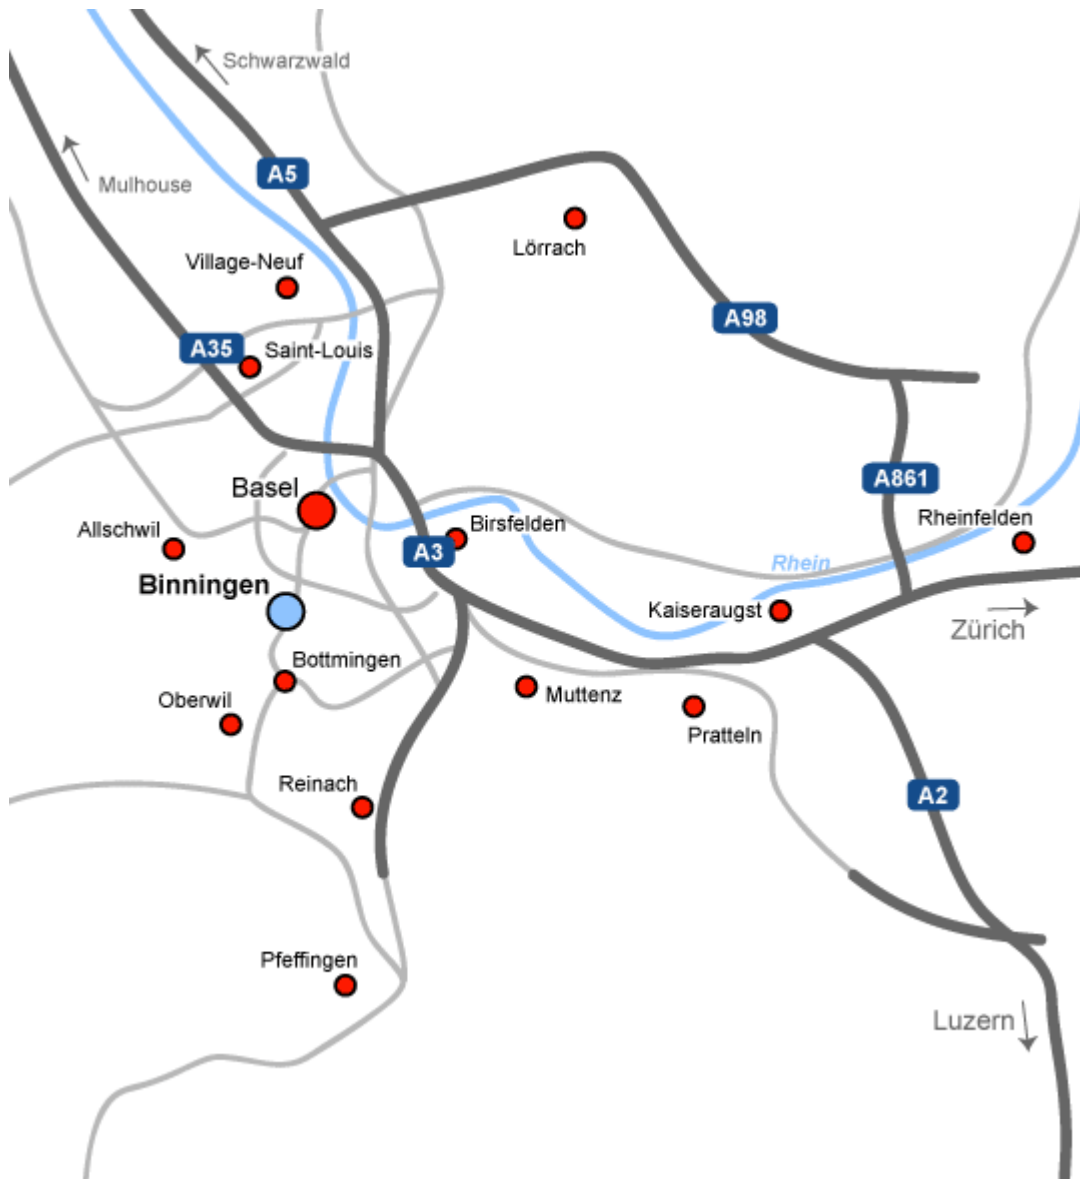 Schwarzwald
A5
Mulhouse
Lörrach
Village-Neuf
A98
A35
Saint-Louis
Basel
A861
Rheinfelden
Allschwil
Birsfelden
A3
Rhein
Binningen
Kaiseraugst
Zürich
Bottmingen
Oberwil
Muttenz
Pratteln
Reinach
A2
Pfeffingen
Luzern